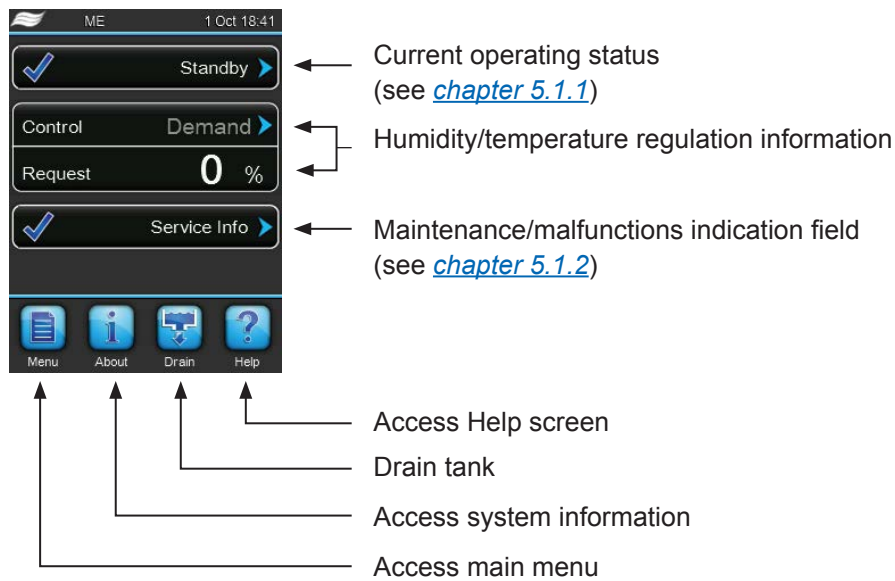 ME 1 Oct 18:41
Standby
Control Demand
Request 0 %
Service Info
Menu About Drain Help
Current operating status
(see chapter 5.1.1)
Humidity/temperature regulation information
Maintenance/malfunctions indication field
(see chapter 5.1.2)
Access Help screen
Drain tank
Access system information
Access main menu